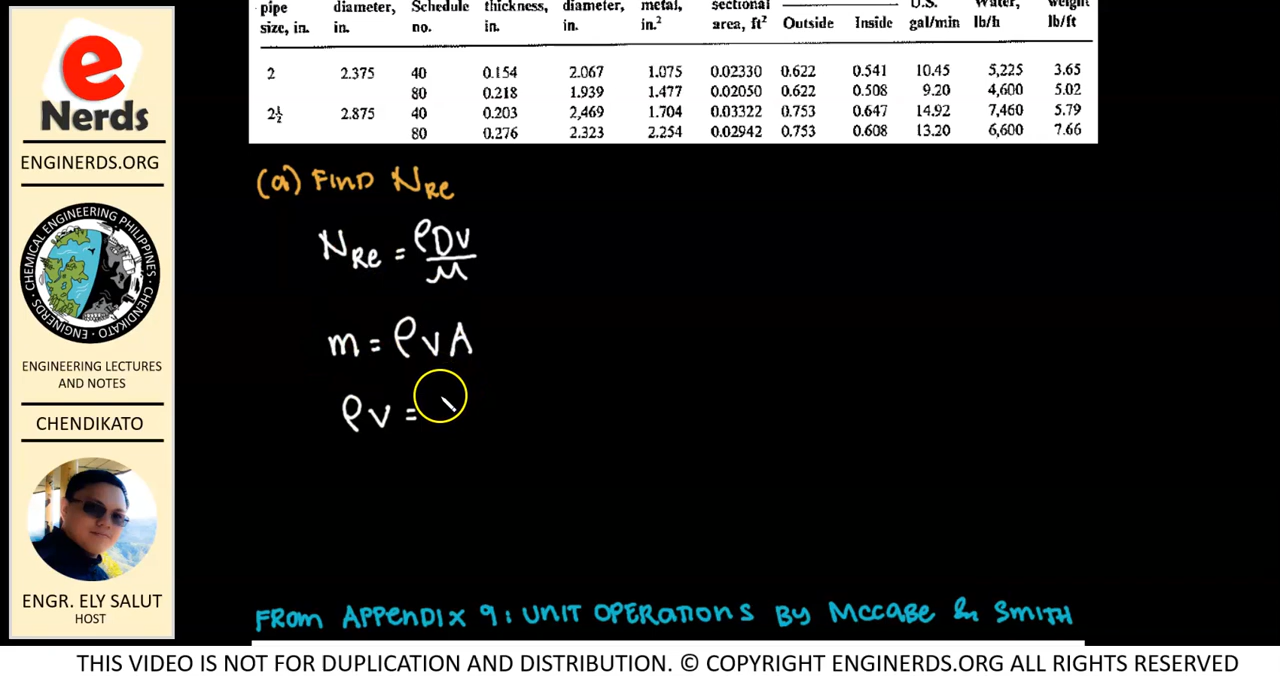 pipe diameter, Schedule thickness, diameter, metal, sectional U.S. Water, weight
size, in. in. no. in. in. in.² area, ft² Outside Inside gal/min lb/h lb/ft
2 2.375 40 0.154 2.067 1.075 0.02330 0.622 0.541 10.45 5,225 3.65
80 0.218 1.939 1.477 0.02050 0.622 0.508 9.20 4,600 5.02
2½ 2.875 40 0.203 2,469 1.704 0.03322 0.753 0.647 14.92 7,460 5.79
80 0.276 2.323 2.254 0.02942 0.753 0.608 13.20 6,600 7.66
e
Nerds
ENGINERDS.ORG
CHEMICAL ENGINEERING PHILIPPINES • CHENDIKATO • ENGINERDS •
ENGINEERING LECTURES
AND NOTES
CHENDIKATO
ENGR. ELY SALUT
HOST
(a) FIND NRe
NRe = ρDv/μ
m = ρvA
ρv =
FROM APPENDIX 9: UNIT OPERATIONS BY MCCABE & SMITH
THIS VIDEO IS NOT FOR DUPLICATION AND DISTRIBUTION. © COPYRIGHT ENGINERDS.ORG ALL RIGHTS RESERVED